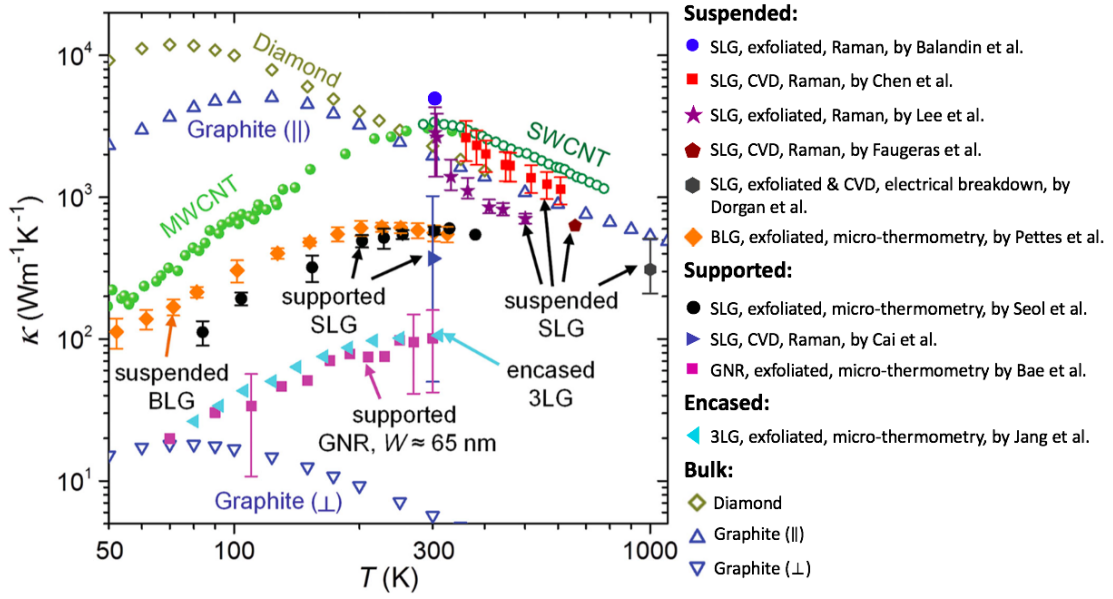 κ (Wm⁻¹K⁻¹)
10⁴
10³
10²
10¹
50
100
300
1000
T (K)
Diamond
Graphite (||)
MWCNT
SWCNT
supported
SLG
suspended
SLG
suspended
BLG
encased
3LG
supported
GNR, W ≈ 65 nm
Graphite (⊥)
Suspended:
SLG, exfoliated, Raman, by Balandin et al.
SLG, CVD, Raman, by Chen et al.
SLG, exfoliated, Raman, by Lee et al.
SLG, CVD, Raman, by Faugeras et al.
SLG, exfoliated & CVD, electrical breakdown, by
Dorgan et al.
BLG, exfoliated, micro-thermometry, by Pettes et al.
Supported:
SLG, exfoliated, micro-thermometry, by Seol et al.
SLG, CVD, Raman, by Cai et al.
GNR, exfoliated, micro-thermometry by Bae et al.
Encased:
3LG, exfoliated, micro-thermometry, by Jang et al.
Bulk:
Diamond
Graphite (||)
Graphite (⊥)